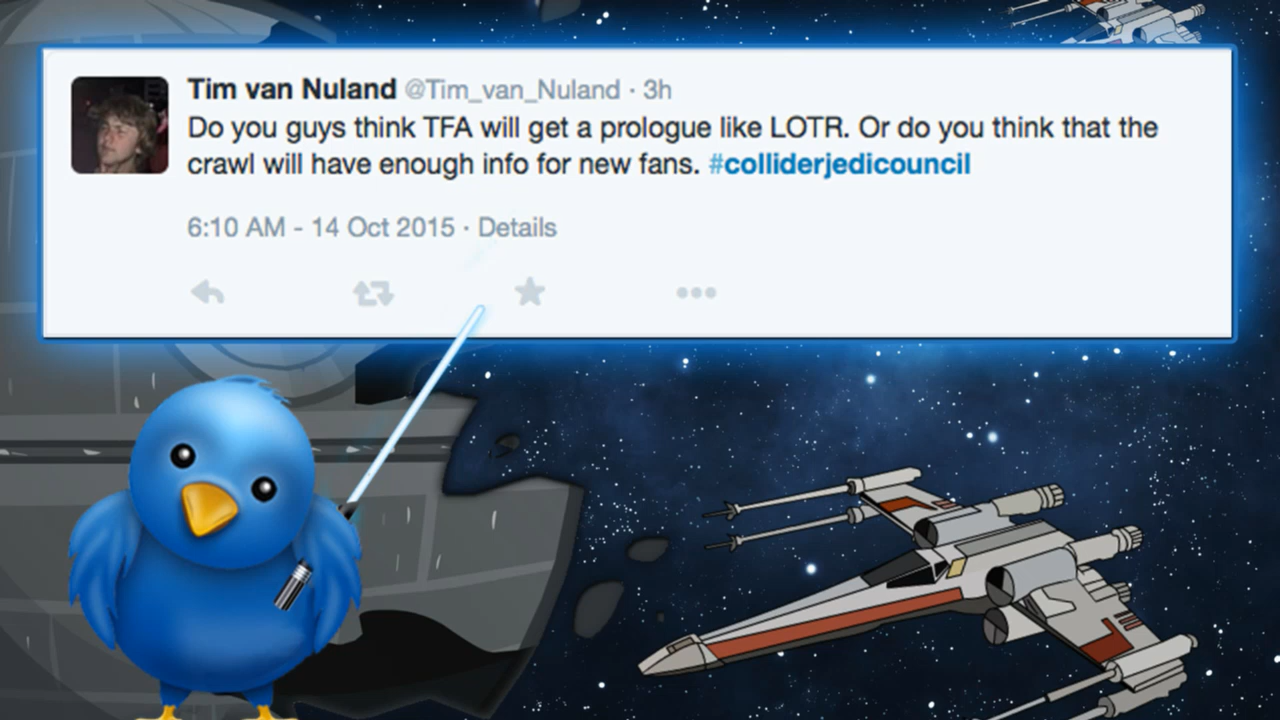 Tim van Nuland @Tim_van_Nuland · 3h
Do you guys think TFA will get a prologue like LOTR. Or do you think that the
crawl will have enough info for new fans. #colliderjedicouncil
6:10 AM - 14 Oct 2015 · Details